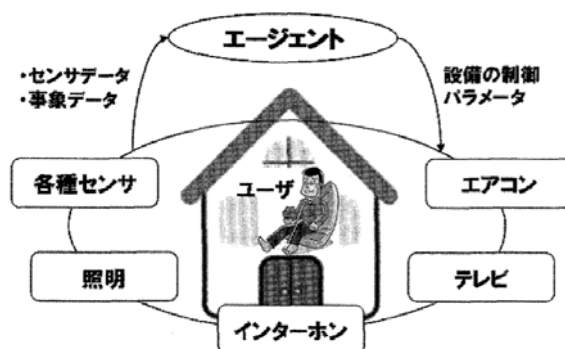 エージェント
・センサデータ
・事象データ
設備の制御
パラメータ
各種センサ
ユーザ
エアコン
照明
テレビ
インターホン